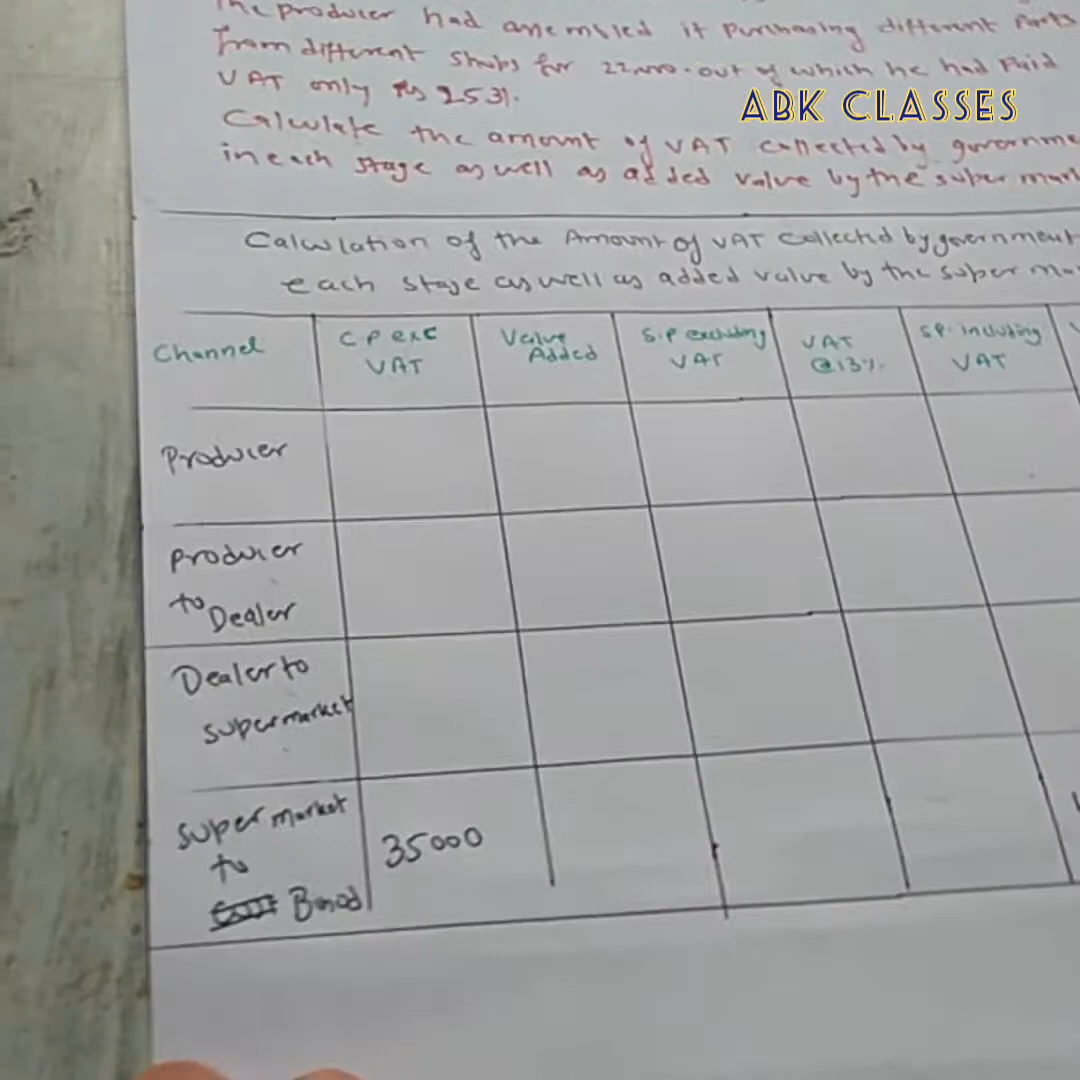 The producer had assembled it purchasing different Parts
from different Shops for 22,000. out of which he had Paid
VAT only Rs 2531.
ABK CLASSES
Calculate the amount of VAT collected by governme
in each stage as well as added value by the super mark
Calculation of the Amount of VAT Collected by government
each stage as well as added value by the super ma
Channel
C P exc VAT
Value Added
S.P excluding VAT
VAT @13%
SP. including VAT
Producer
Producer
to Dealer
Dealer to
supermarket
Super market
to
Binod
35000